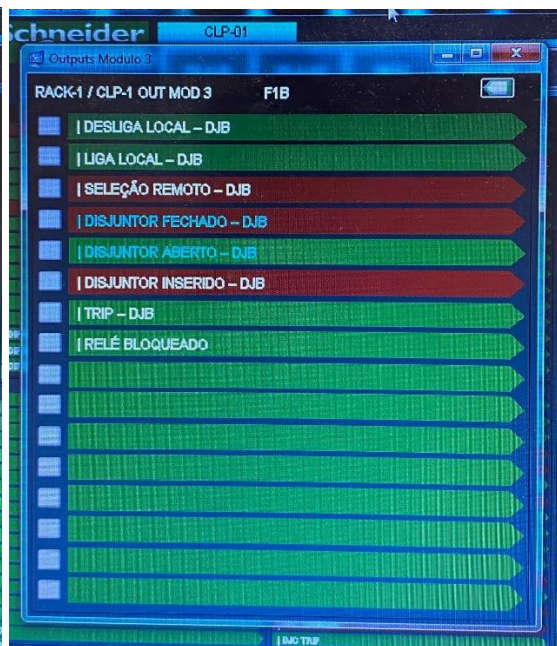 Schneider
CLP-01
Outputs Modulo 3
RACK-1 / CLP-1 OUT MOD 3 F1B
| DESLIGA LOCAL – DJB
| LIGA LOCAL – DJB
| SELEÇÃO REMOTO – DJB
| DISJUNTOR FECHADO – DJB
| DISJUNTOR ABERTO – DJB
| DISJUNTOR INSERIDO – DJB
| TRIP – DJB
| RELÉ BLOQUEADO
| DJC TRIP